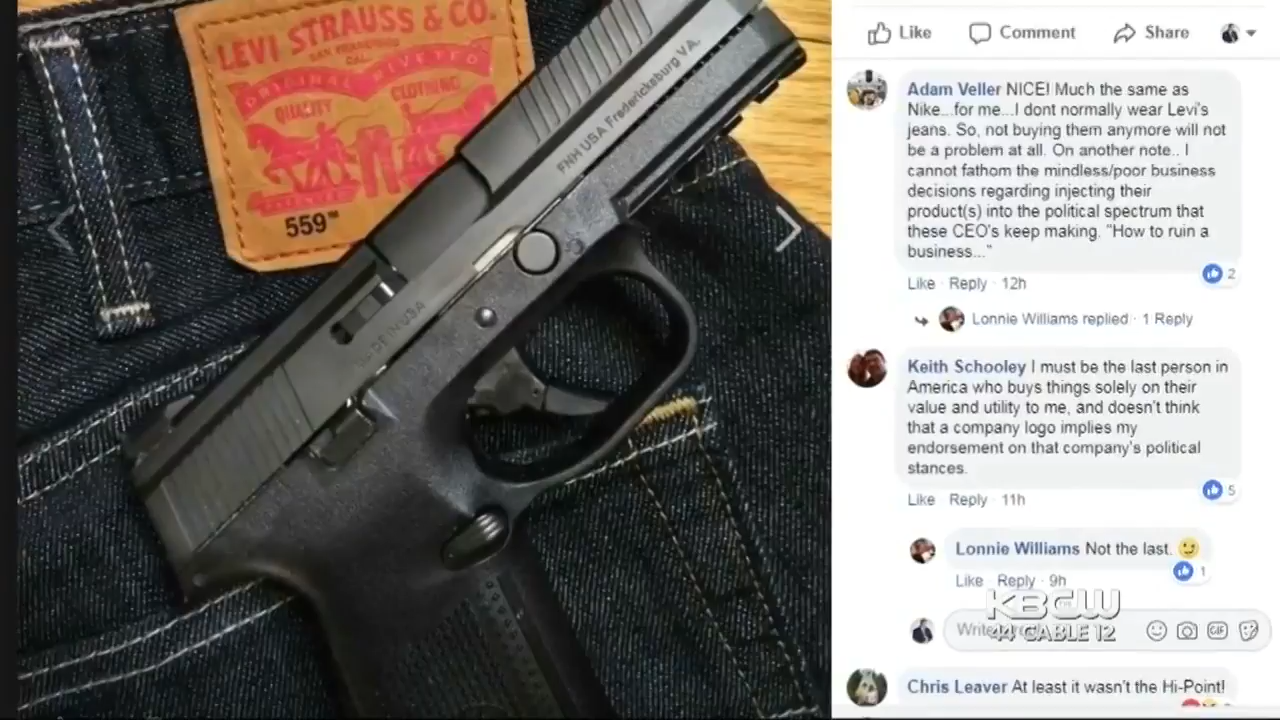 LEVI STRAUSS & CO.
SAN FRANCISCO
CAL.
ORIGINAL RIVETED
QUALITY CLOTHING
559™
FNH USA Fredericksburg VA.
MADE IN USA
Like Comment Share
Adam Veller NICE! Much the same as
Nike...for me...I dont normally wear Levi's
jeans. So, not buying them anymore will not
be a problem at all. On another note.. I
cannot fathom the mindless/poor business
decisions regarding injecting their
product(s) into the political spectrum that
these CEO's keep making. "How to ruin a
business..."
2
Like · Reply · 12h
Lonnie Williams replied · 1 Reply
Keith Schooley I must be the last person in
America who buys things solely on their
value and utility to me, and doesn't think
that a company logo implies my
endorsement on that company's political
stances.
5
Like · Reply · 11h
Lonnie Williams Not the last.
1
Like · Reply · 9h
KBCW
44 CABLE 12
GIF
Chris Leaver At least it wasn't the Hi-Point!